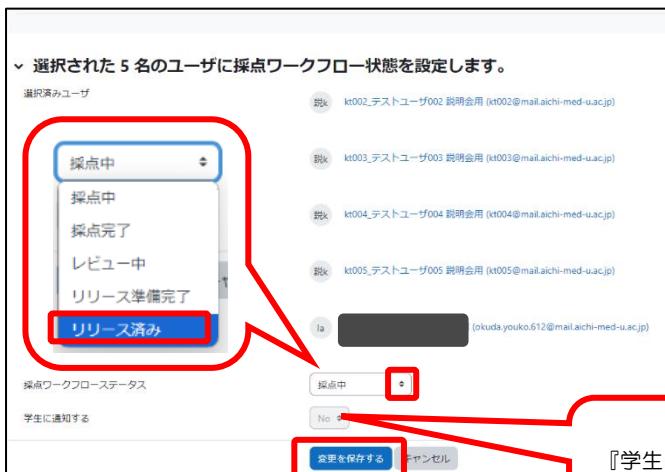 選択された 5 名のユーザに採点ワークフロー状態を設定します。
選択済みユーザ
説k kt002_テストユーザ002 説明会用 (kt002@mail.aichi-med-u.ac.jp)
説k kt003_テストユーザ003 説明会用 (kt003@mail.aichi-med-u.ac.jp)
説k kt004_テストユーザ004 説明会用 (kt004@mail.aichi-med-u.ac.jp)
説k kt005_テストユーザ005 説明会用 (kt005@mail.aichi-med-u.ac.jp)
la (okuda.youko.612@mail.aichi-med-u.ac.jp)
採点中
採点中
採点完了
レビュー中
リリース準備完了
リリース済み
採点ワークフローステータス 採点中
学生に通知する No
変更を保存する キャンセル
『学生